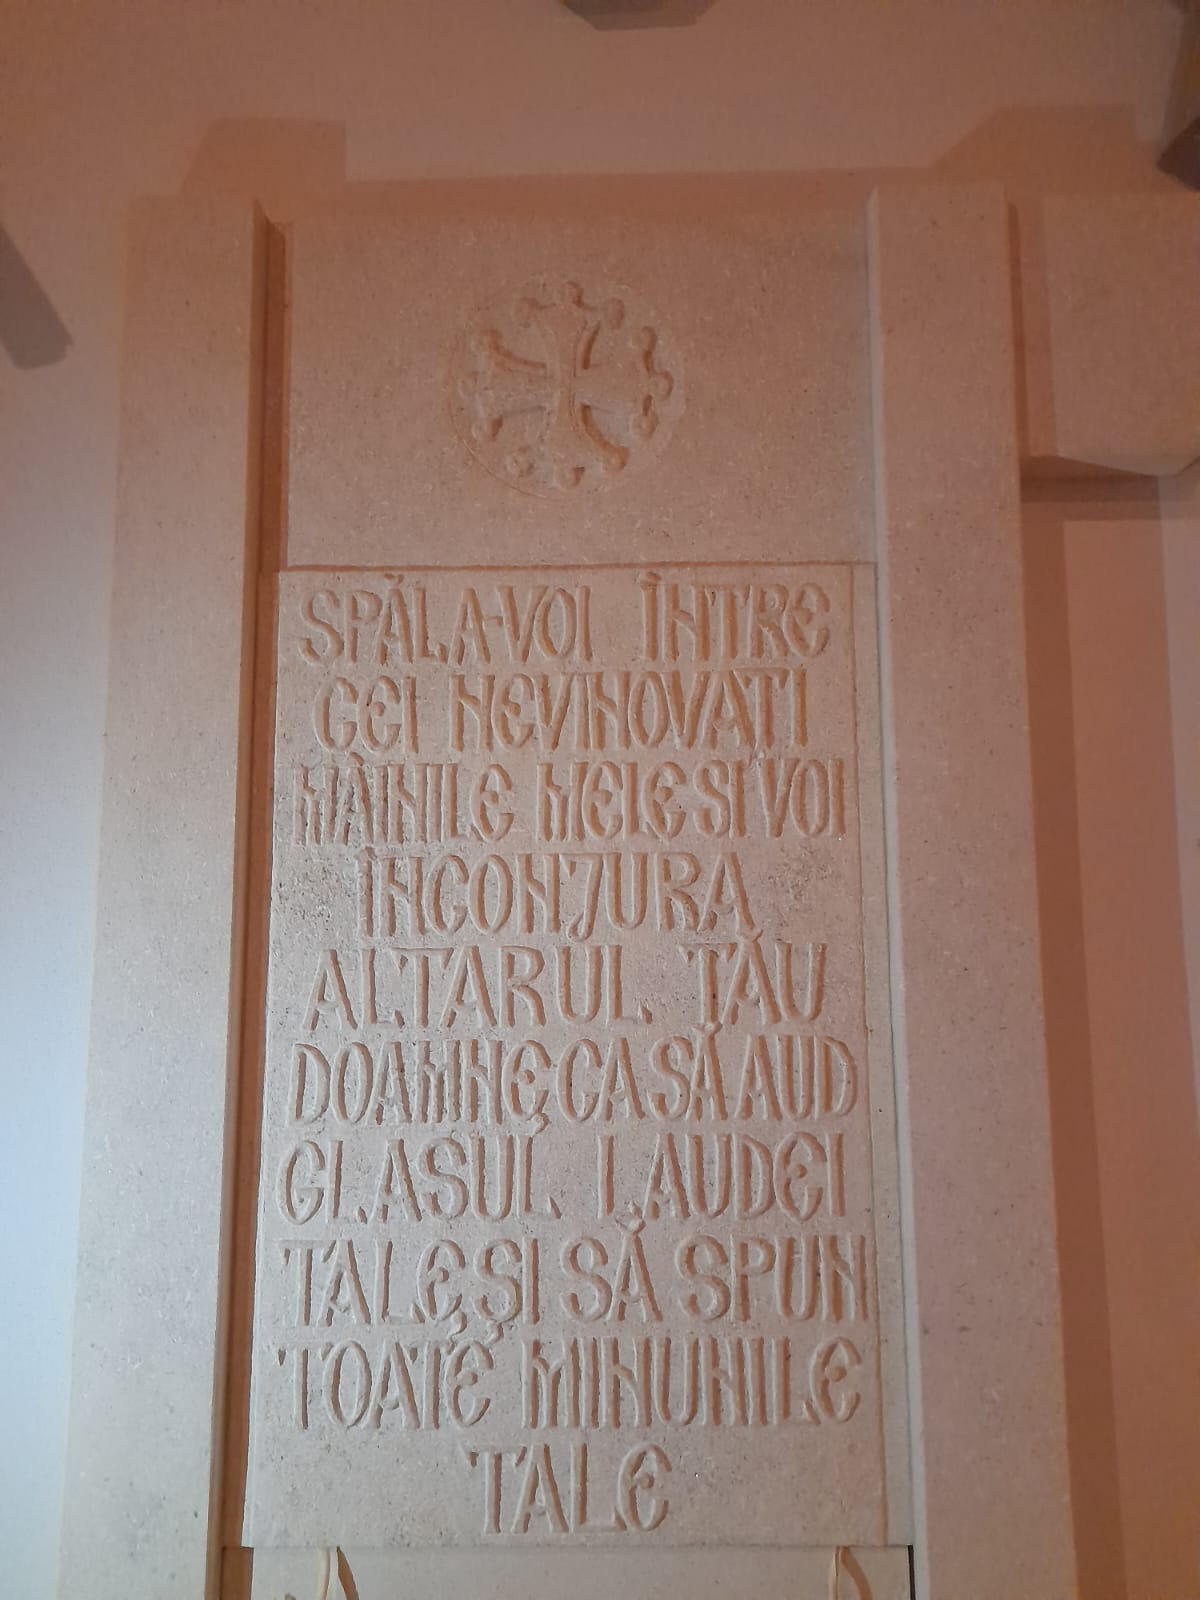 SPĂLA-VOI ÎNTRE
CEI NEVINOVAȚI
MÂINILE MELE ȘI VOI
ÎNCONJURA
ALTARUL TĂU
DOAMNE, CA SĂ AUD
GLASUL LAUDEI
TALE, ȘI SĂ SPUN
TOATE MINUNILE
TALE